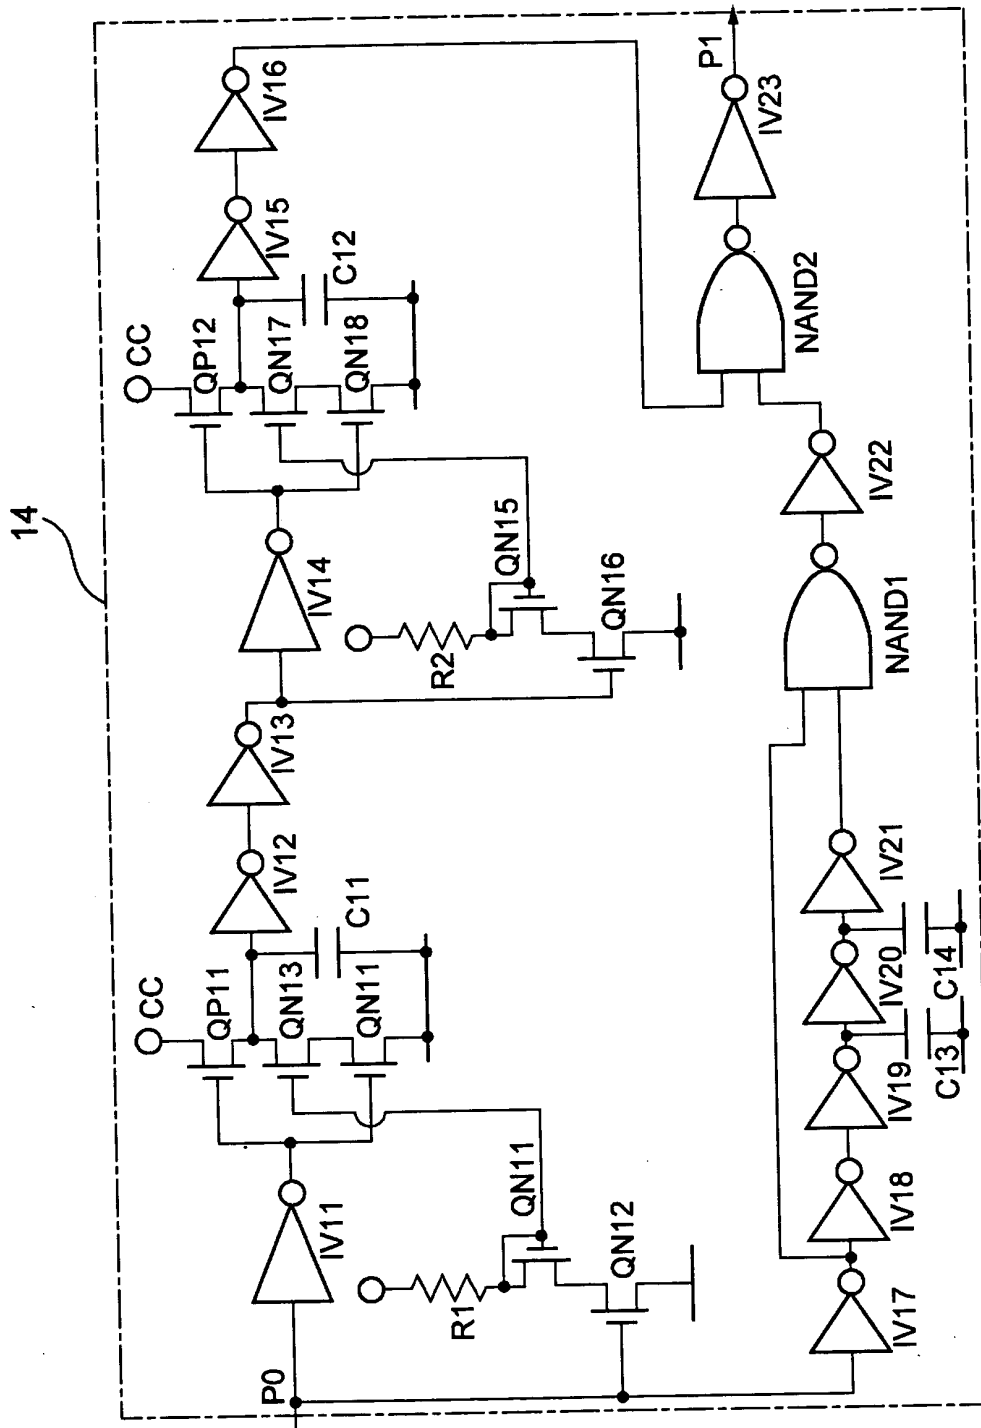 14
CC
QP12
QN17
QN18
C12
IV15
IV16
IV14
R2
QN15
QN16
IV13
IV12
CC
QP11
QN13
QN11
C11
IV11
R1
QN11
QN12
P0
IV17
IV18
IV19
C13
IV20
C14
IV21
NAND1
IV22
NAND2
IV23
P1